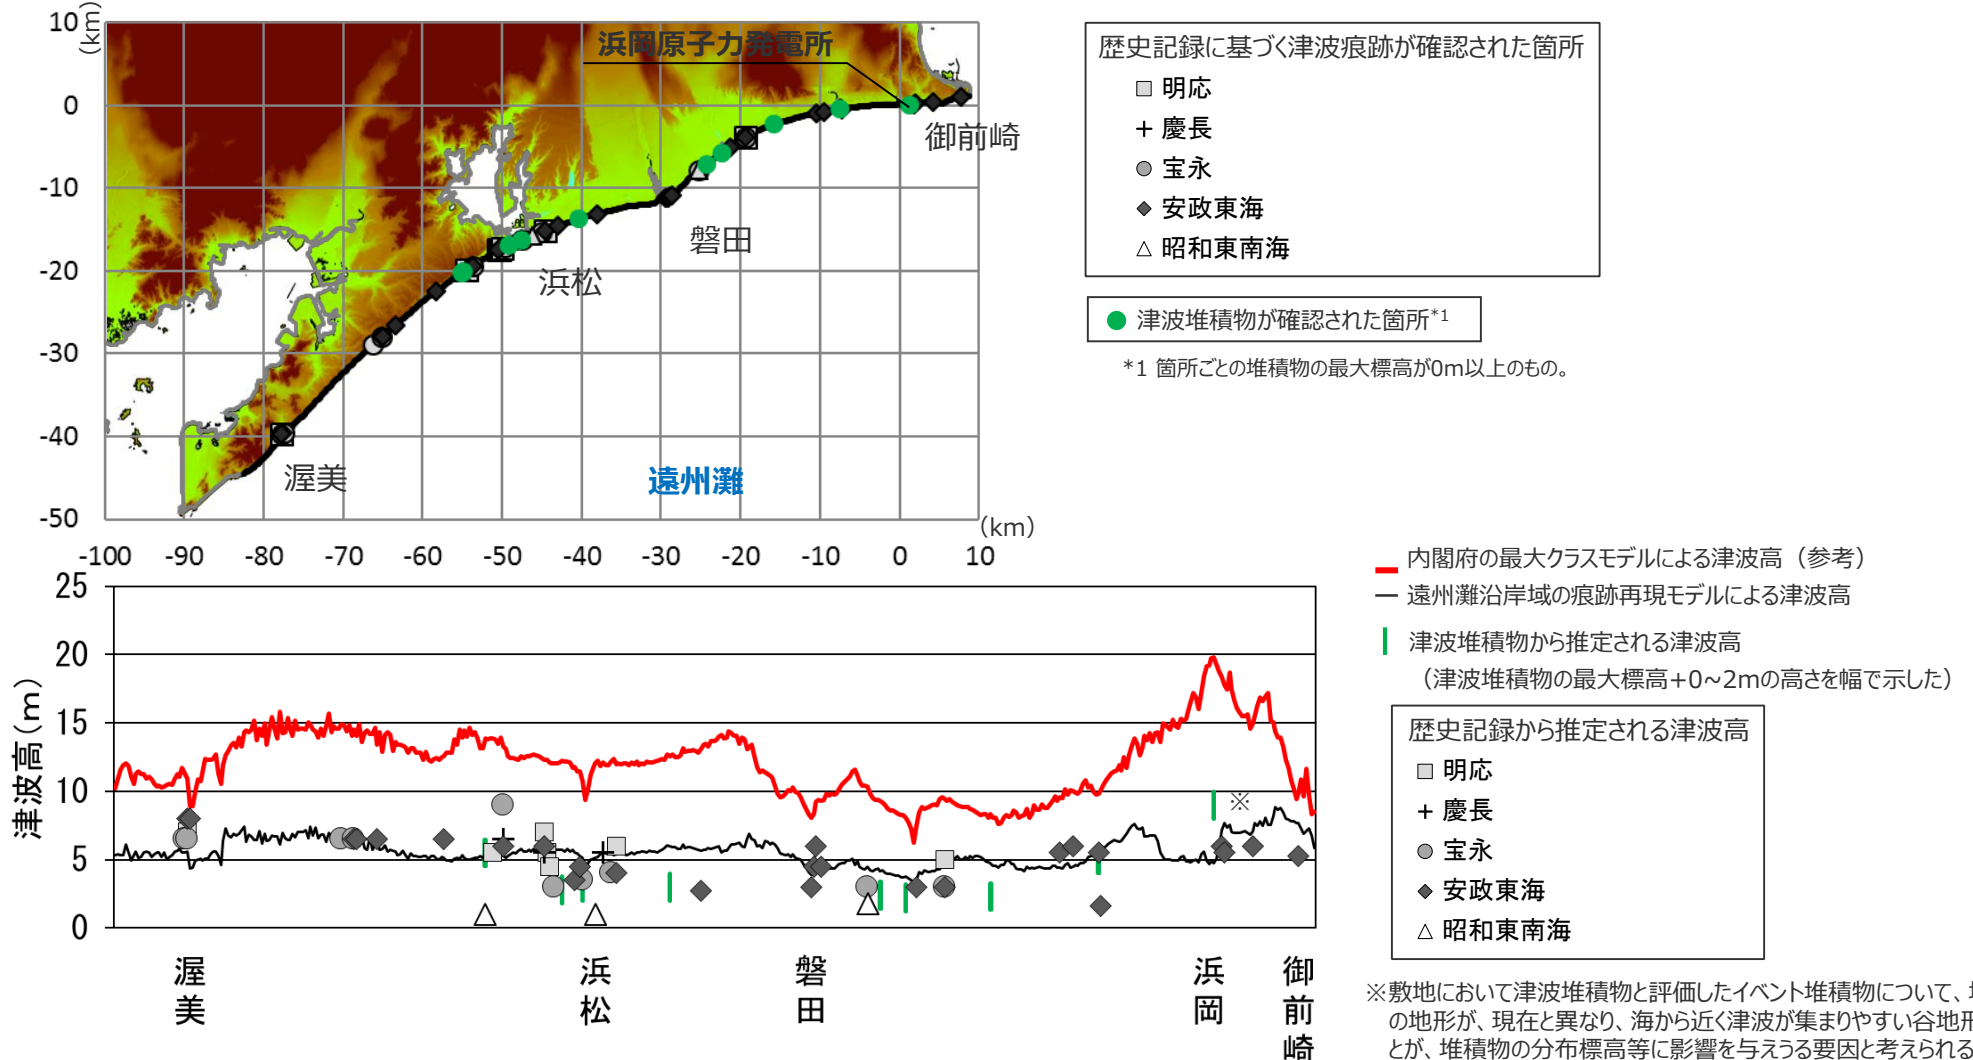 10
(km)
0
-10
-20
-30
-40
-50
浜岡原子力発電所
御前崎
磐田
浜松
渥美
遠州灘
(km)
-100 -90 -80 -70 -60 -50 -40 -30 -20 -10 0 10
歴史記録に基づく津波痕跡が確認された箇所
□ 明応
+ 慶長
● 宝永
◆ 安政東海
△ 昭和東南海
● 津波堆積物が確認された箇所*1
*1 箇所ごとの堆積物の最大標高が0m以上のもの。
津波高(m)
25
20
15
10
5
0
※
渥美
浜松
磐田
浜岡
御前崎
内閣府の最大クラスモデルによる津波高（参考）
遠州灘沿岸域の痕跡再現モデルによる津波高
津波堆積物から推定される津波高
（津波堆積物の最大標高+0~2mの高さを幅で示した）
歴史記録から推定される津波高
□ 明応
+ 慶長
● 宝永
◆ 安政東海
△ 昭和東南海
※敷地において津波堆積物と評価したイベント堆積物について、
の地形が、現在と異なり、海から近く津波が集まりやすい谷地形
とが、堆積物の分布標高等に影響を与えうる要因と考えられる